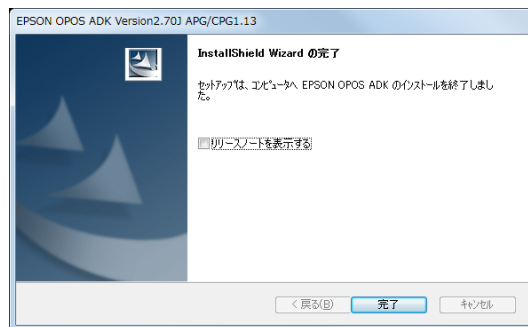 EPSON OPOS ADK Version2.70J APG/CPG1.13
InstallShield Wizard の完了
ｾｯﾄｱｯﾌﾟは、ｺﾝﾋﾟｭｰﾀへ EPSON OPOS ADK のｲﾝｽﾄｰﾙを終了しまし
た。
リリースノートを表示する
< 戻る(B)
完了
ｷｬﾝｾﾙ